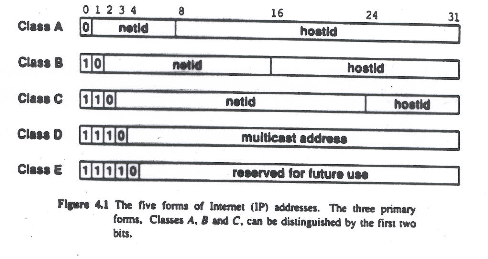 0 1 2 3 4 8 16 24 31
Class A 0 netid hostid
Class B 1 0 netid hostid
Class C 1 1 0 netid hostid
Class D 1 1 1 0 multicast address
Class E 1 1 1 1 0 reserved for future use
Figure 4.1 The five forms of Internet (IP) addresses. The three primary
forms, Classes A, B and C, can be distinguished by the first two
bits.